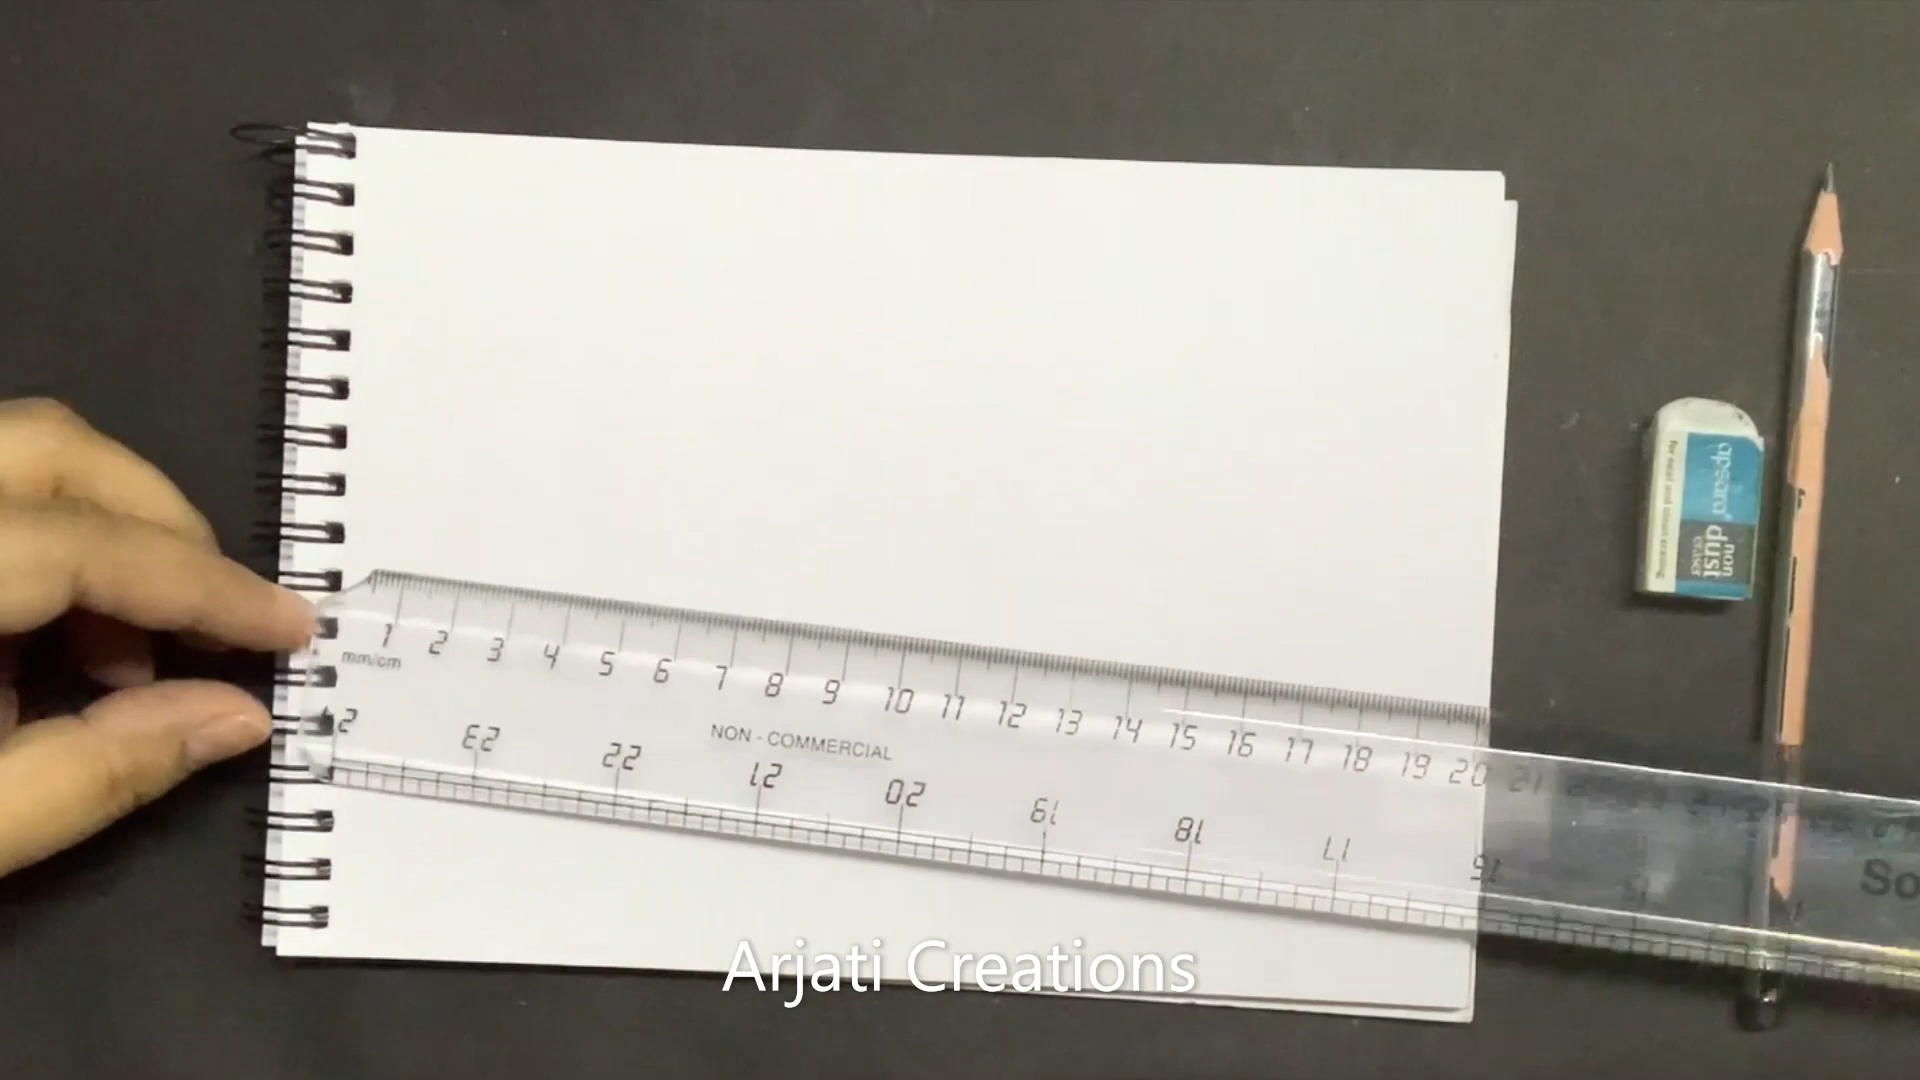 apsara
non
dust
eraser
1 2 3 4 5 6 7 8 9 10 11 12 13 14 15 16 17 18 19 20 21
mm/cm
NON - COMMERCIAL
24 23 22 21 20 19 18 17
So
Arjati Creations